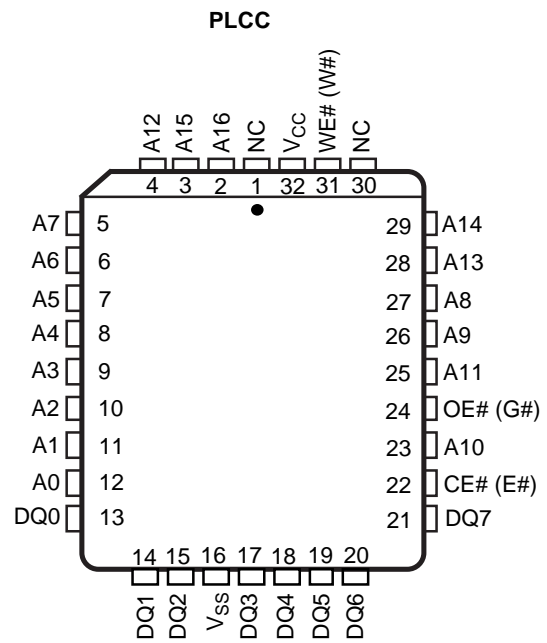 PLCC
A12
A15
A16
NC
VCC
WE# (W#)
NC
4 3 2 1 32 31 30
A7 5 29 A14
A6 6 28 A13
A5 7 27 A8
A4 8 26 A9
A3 9 25 A11
A2 10 24 OE# (G#)
A1 11 23 A10
A0 12 22 CE# (E#)
DQ0 13 21 DQ7
14 15 16 17 18 19 20
DQ1
DQ2
VSS
DQ3
DQ4
DQ5
DQ6